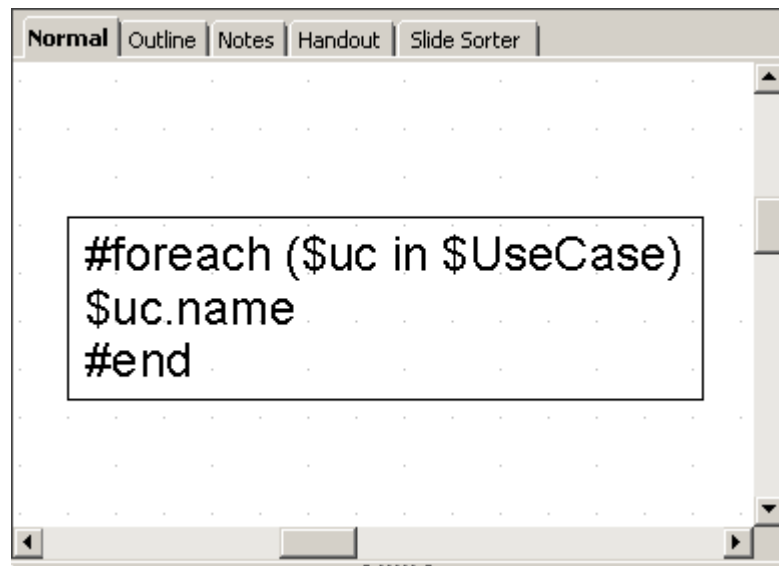 Normal Outline Notes Handout Slide Sorter
#foreach ($uc in $UseCase)
$uc.name
#end